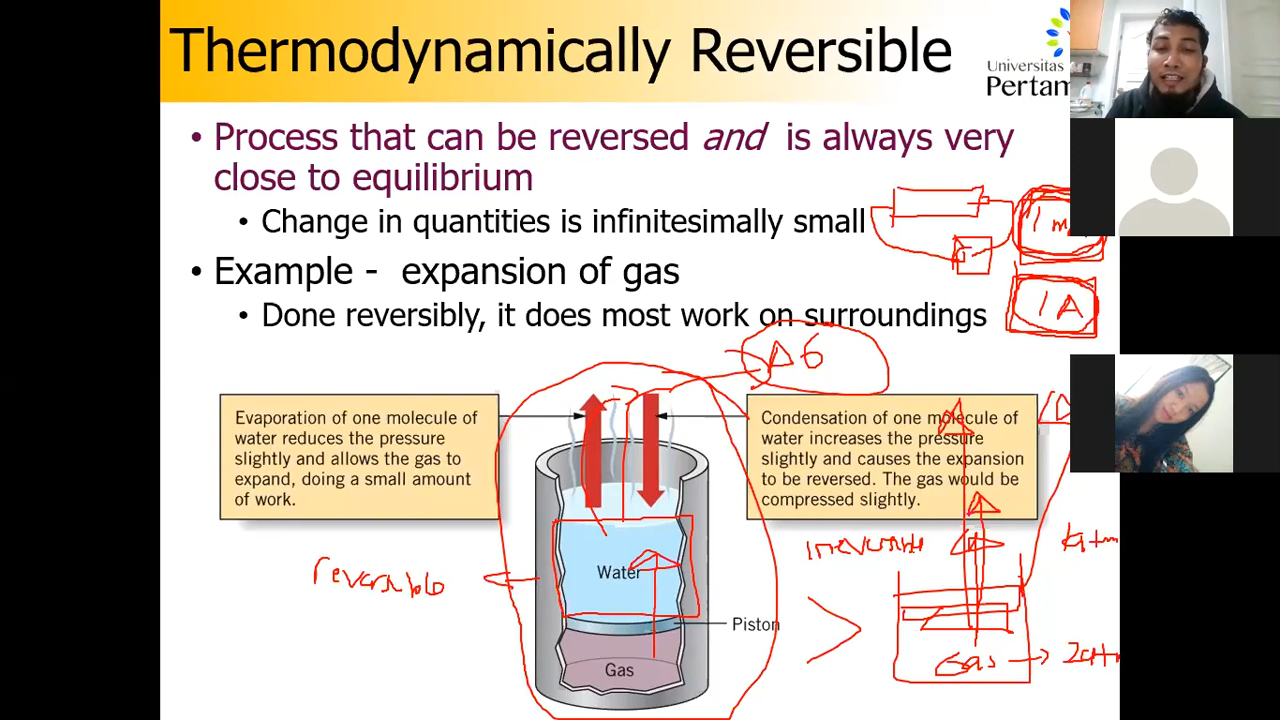 Thermodynamically Reversible
Universitas
Pertam
• Process that can be reversed and is always very
close to equilibrium
• Change in quantities is infinitesimally small
1 m
• Example - expansion of gas
1 A
• Done reversibly, it does most work on surroundings
ΔG
Evaporation of one molecule of
water reduces the pressure
slightly and allows the gas to
expand, doing a small amount
of work.
Condensation of one molecule of
water increases the pressure
slightly and causes the expansion
to be reversed. The gas would be
compressed slightly.
irreversible
Water
reversible
Piston
>
Gas
Gas → 2atm